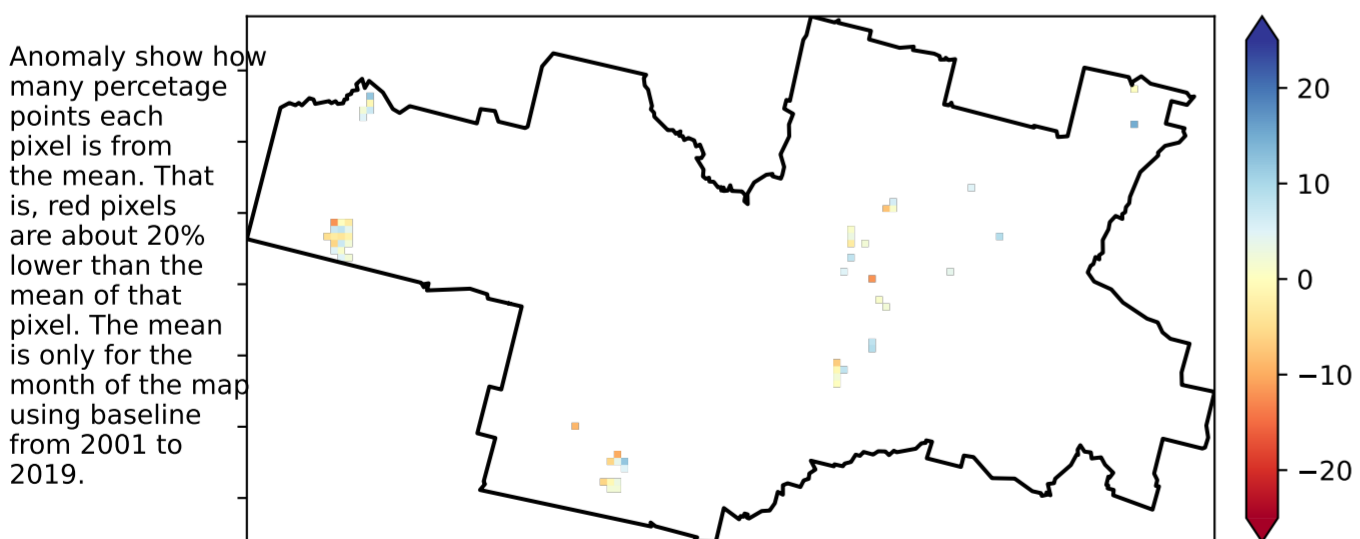 Anomaly show how
many percetage
points each
pixel is from
the mean. That
is, red pixels
are about 20%
lower than the
mean of that
pixel. The mean
is only for the
month of the map
using baseline
from 2001 to
2019.
20
10
0
−10
−20